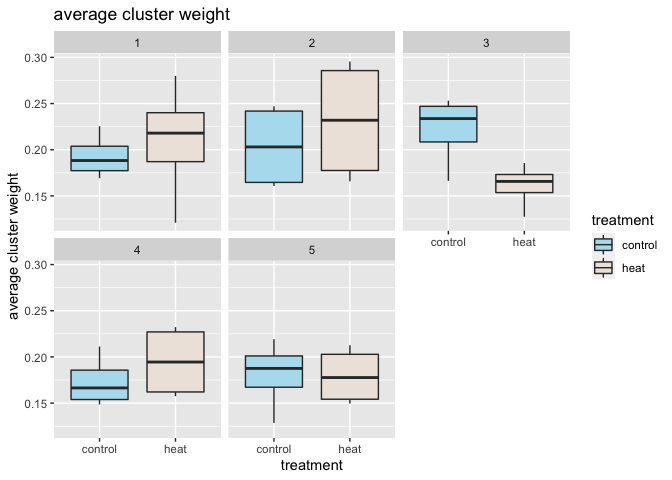 average cluster weight
1
2
3
0.30
0.25
0.20
0.15
control
heat
4
5
0.30
0.25
0.20
0.15
control
heat
control
heat
treatment
average cluster weight
treatment
control
heat